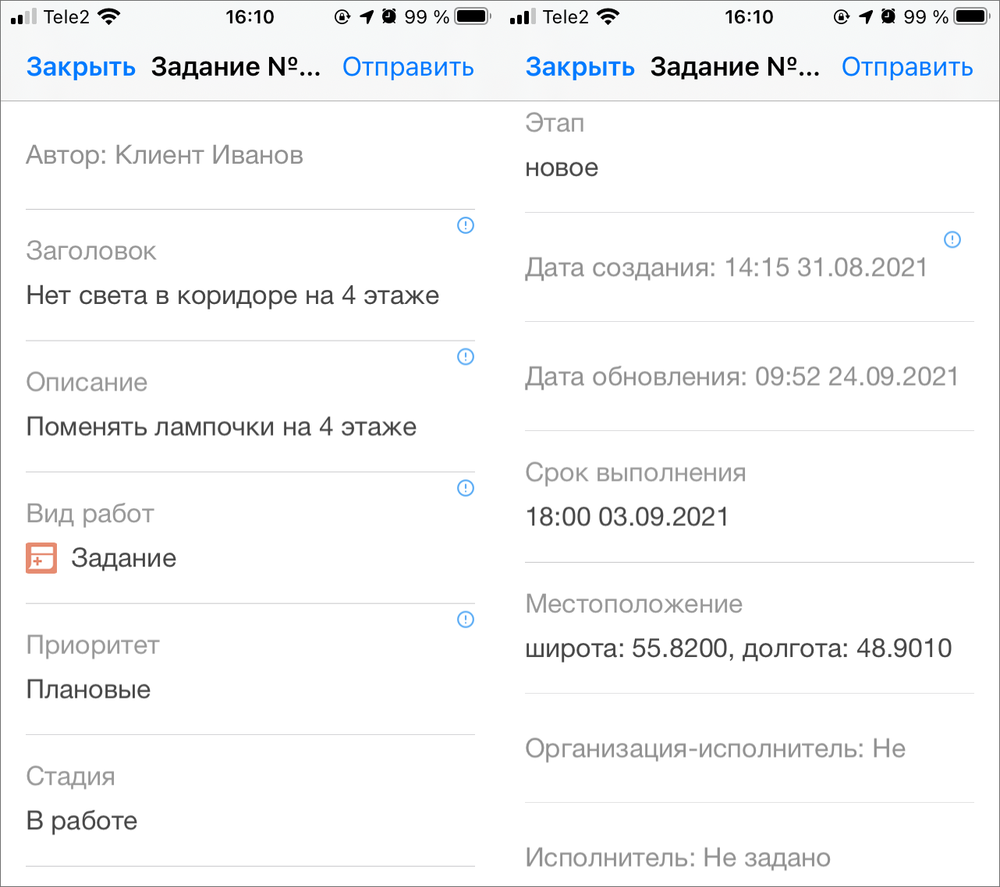 Tele2 16:10 99 %
Закрыть Задание №... Отправить
Автор: Клиент Иванов
Заголовок
Нет света в коридоре на 4 этаже
Описание
Поменять лампочки на 4 этаже
Вид работ
Задание
Приоритет
Плановые
Стадия
В работе
Tele2 16:10 99 %
Закрыть Задание №... Отправить
Этап
новое
Дата создания: 14:15 31.08.2021
Дата обновления: 09:52 24.09.2021
Срок выполнения
18:00 03.09.2021
Местоположение
широта: 55.8200, долгота: 48.9010
Организация-исполнитель: Не
Исполнитель: Не задано